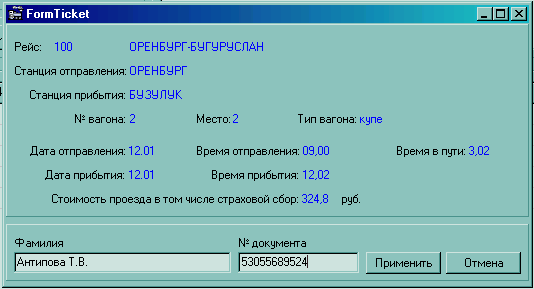 FormTicket
Рейс: 100 ОРЕНБУРГ-БУГУРУСЛАН
Станция отправления: ОРЕНБУРГ
Станция прибытия: БУЗУЛУК
№ вагона: 2 Место: 2 Тип вагона: купе
Дата отправления: 12.01 Время отправления: 09,00 Время в пути: 3,02
Дата прибытия: 12.01 Время прибытия: 12,02
Стоимость проезда в том числе страховой сбор: 324,8 руб.
Фамилия № документа
Антипова Т.В. 53055689524 Применить Отмена